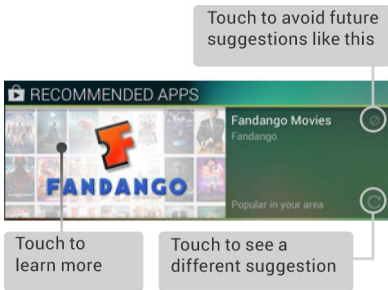 Touch to avoid future
suggestions like this
RECOMMENDED APPS
Fandango Movies
Fandango
FANDANGO
Popular in your area
Touch to
learn more
Touch to see a
different suggestion